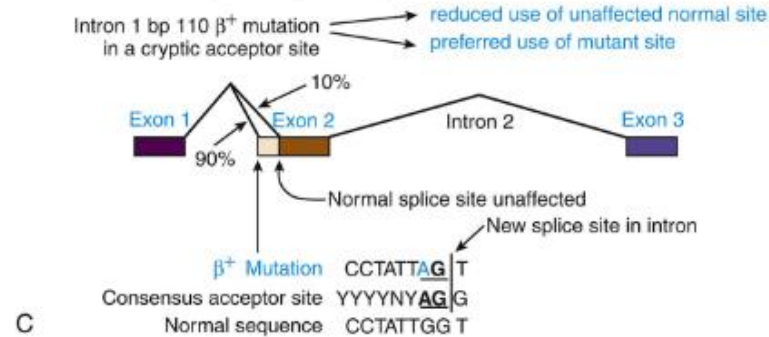 Intron 1 bp 110 β⁺ mutation
in a cryptic acceptor site
reduced use of unaffected normal site
preferred use of mutant site
10%
Exon 1
Exon 2
Intron 2
Exon 3
90%
Normal splice site unaffected
New splice site in intron
β⁺ Mutation CCTATTAG T
Consensus acceptor site YYYYNYAG G
Normal sequence CCTATTGG T
C